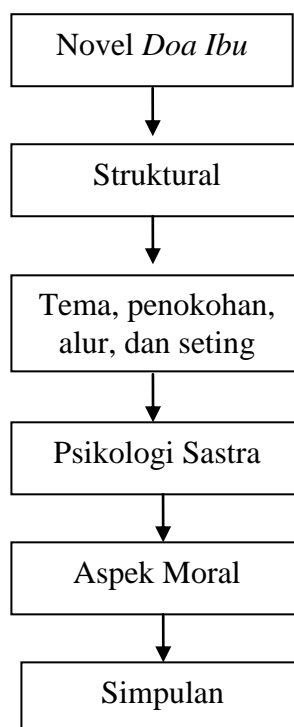 Novel Doa Ibu
Struktural
Tema, penokohan,
alur, dan seting
Psikologi Sastra
Aspek Moral
Simpulan